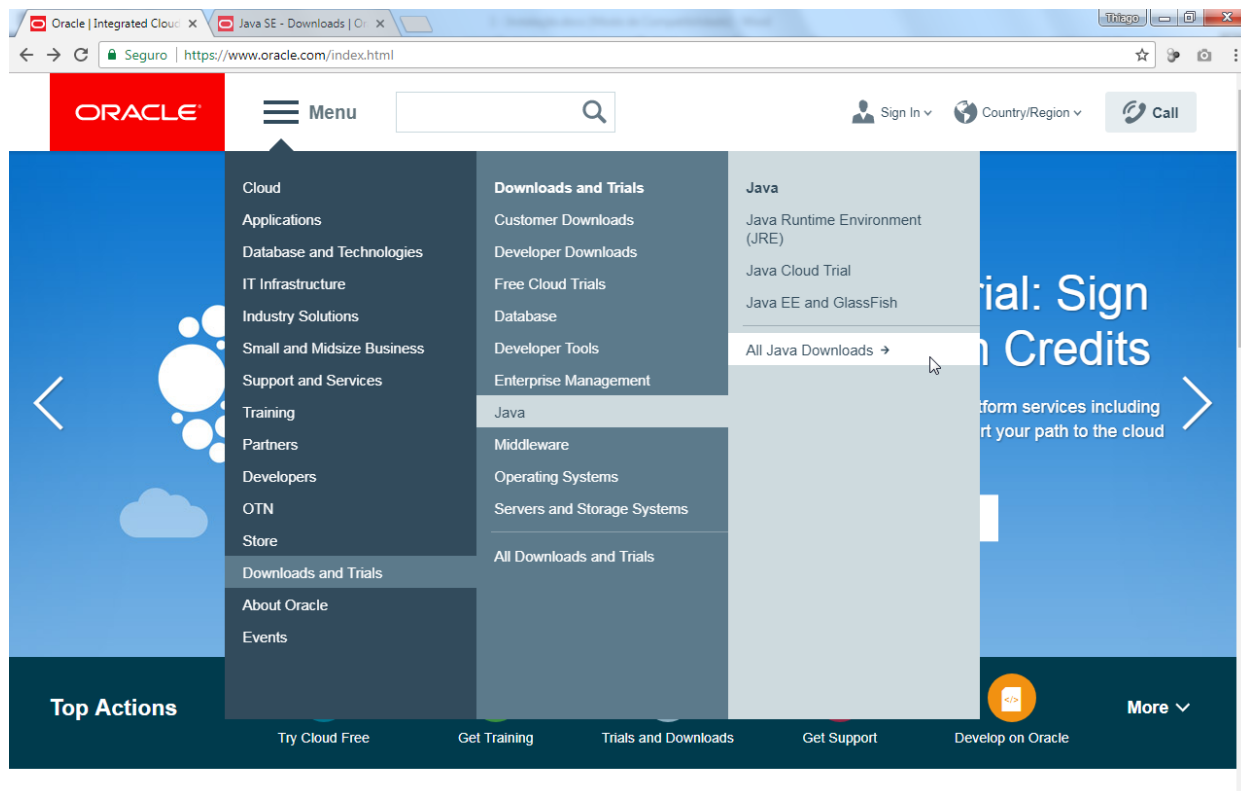 Oracle | Integrated Cloud
Java SE - Downloads | Or
Thiago
Seguro | https://www.oracle.com/index.html
ORACLE
Menu
Sign In
Country/Region
Call
Cloud
Applications
Database and Technologies
IT Infrastructure
Industry Solutions
Small and Midsize Business
Support and Services
Training
Partners
Developers
OTN
Store
Downloads and Trials
About Oracle
Events
Downloads and Trials
Customer Downloads
Developer Downloads
Free Cloud Trials
Database
Developer Tools
Enterprise Management
Java
Middleware
Operating Systems
Servers and Storage Systems
All Downloads and Trials
Java
Java Runtime Environment
(JRE)
Java Cloud Trial
Java EE and GlassFish
All Java Downloads →
ial: Sign
Credits
tform services including
rt your path to the cloud
Top Actions
Try Cloud Free
Get Training
Trials and Downloads
Get Support
Develop on Oracle
More